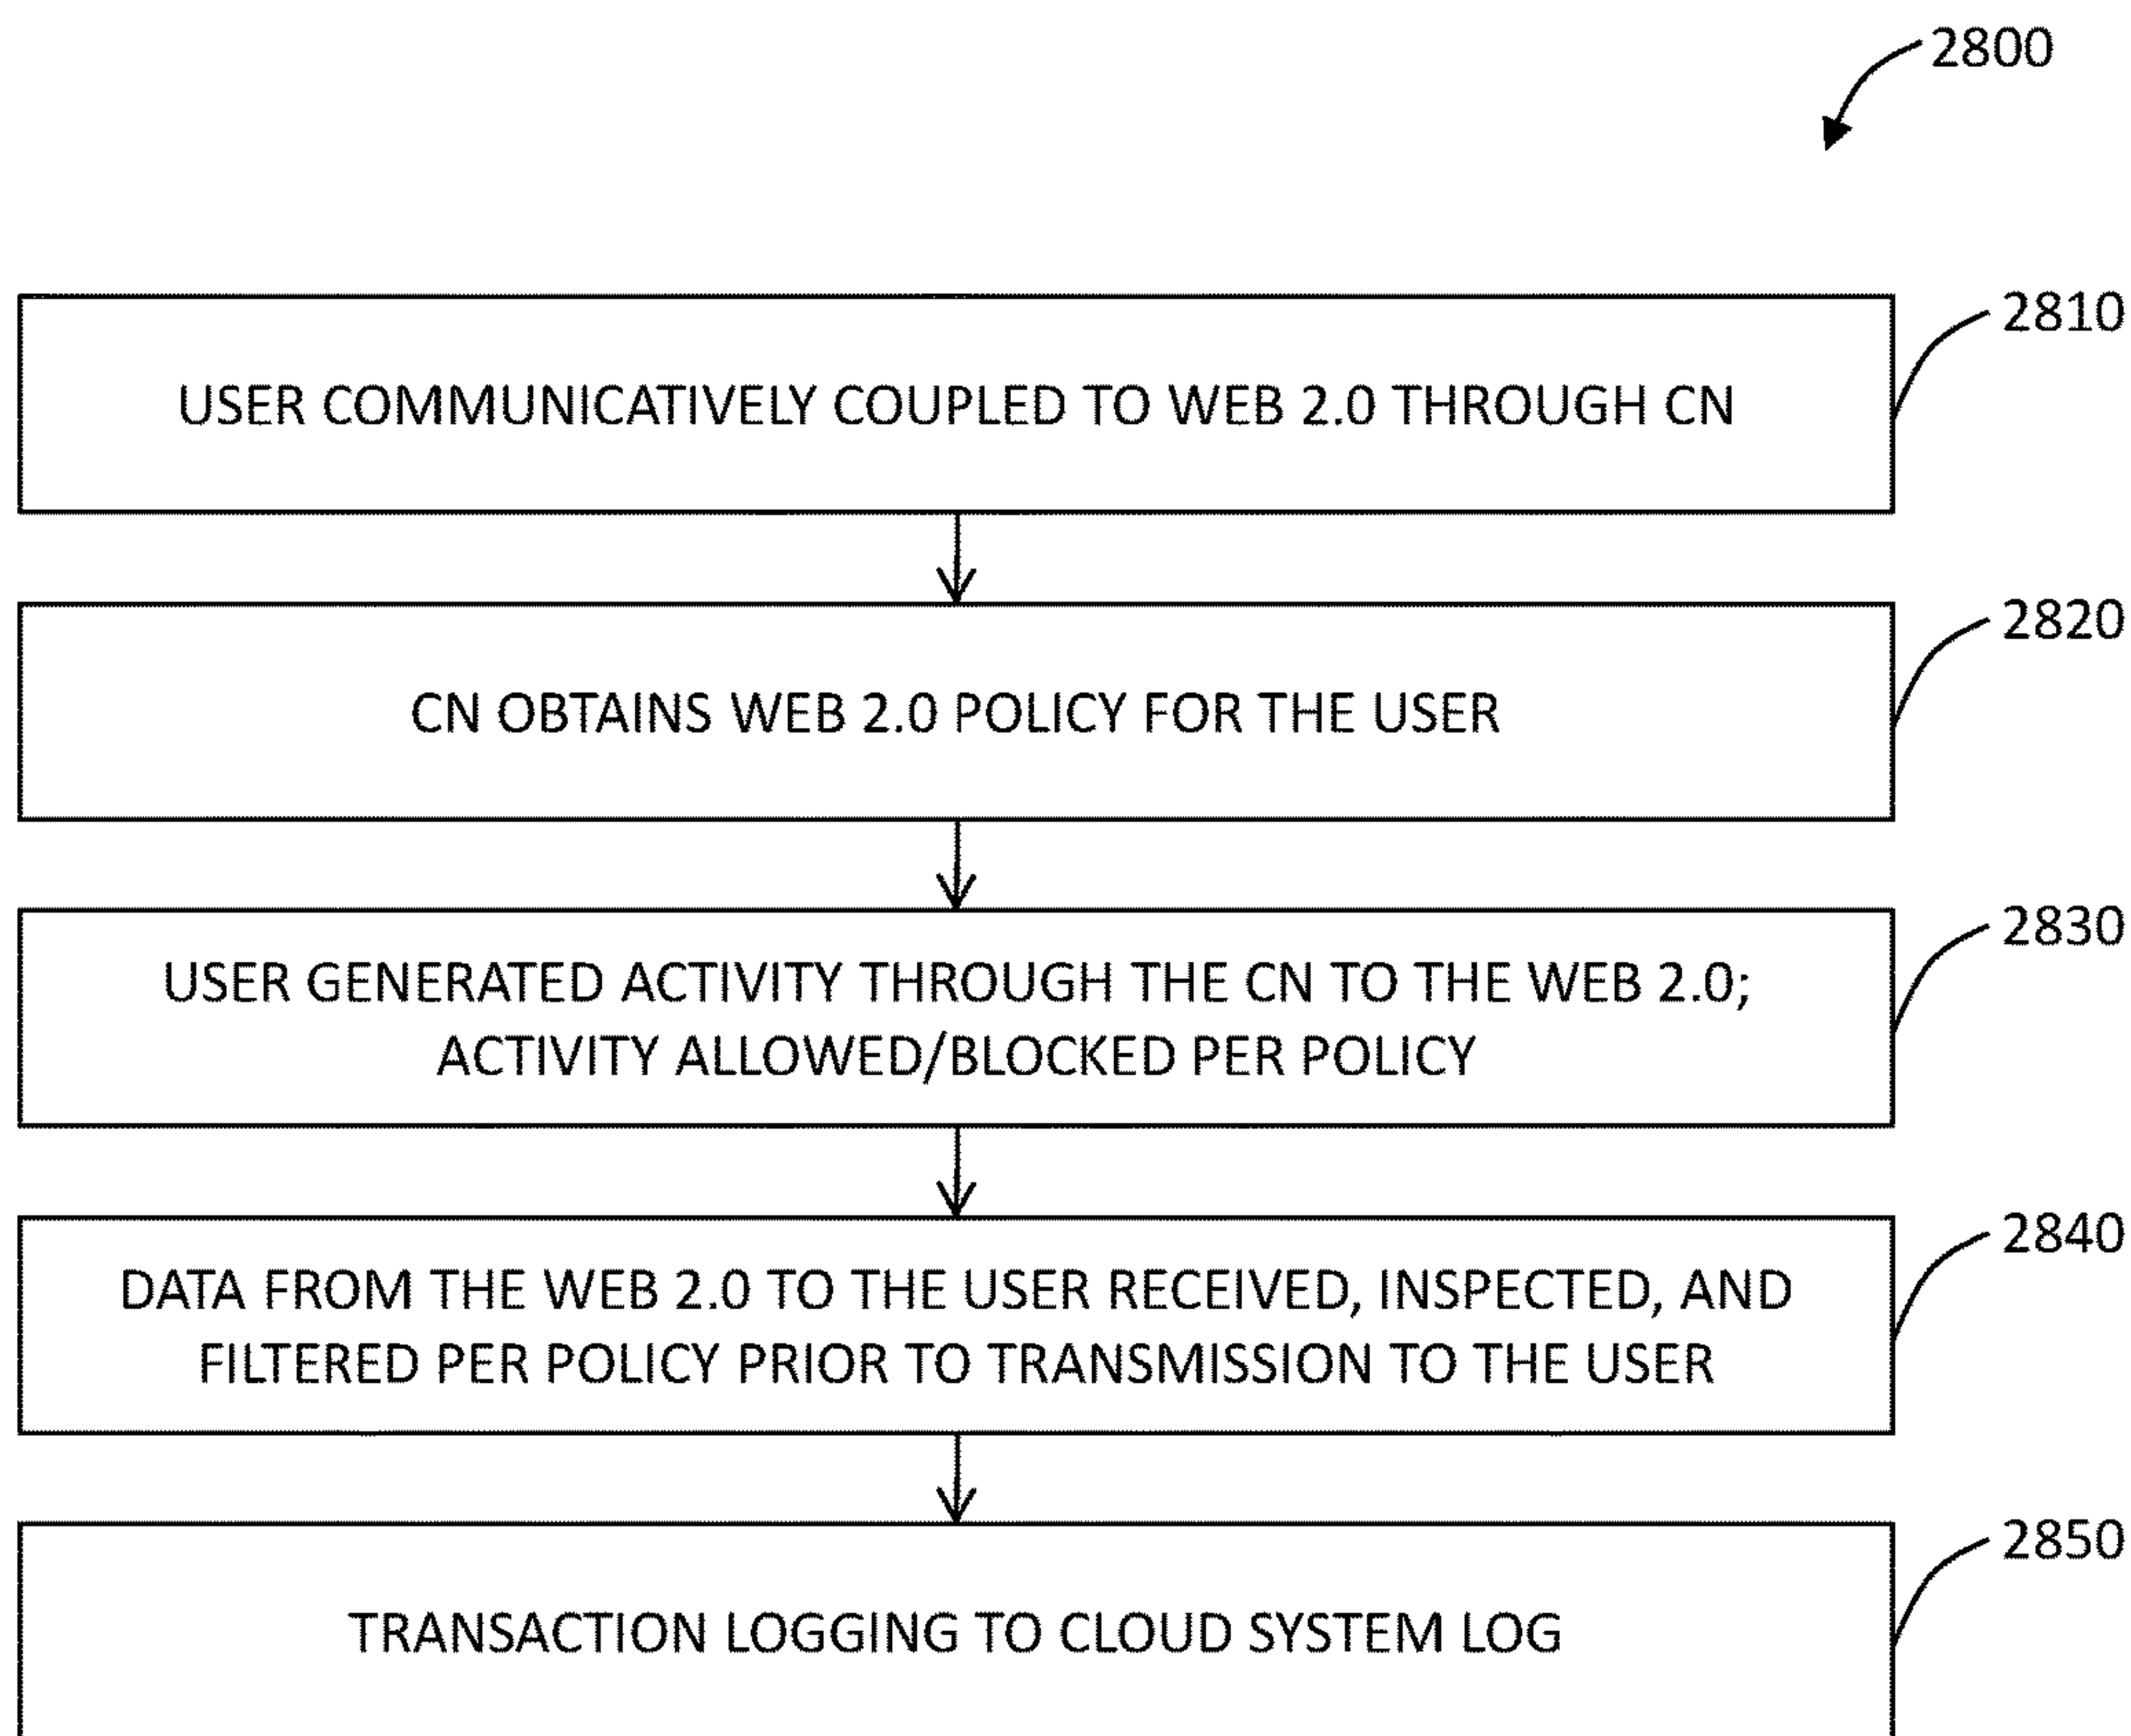 2800
2810
USER COMMUNICATIVELY COUPLED TO WEB 2.0 THROUGH CN
2820
CN OBTAINS WEB 2.0 POLICY FOR THE USER
2830
USER GENERATED ACTIVITY THROUGH THE CN TO THE WEB 2.0;
ACTIVITY ALLOWED/BLOCKED PER POLICY
2840
DATA FROM THE WEB 2.0 TO THE USER RECEIVED, INSPECTED, AND
FILTERED PER POLICY PRIOR TO TRANSMISSION TO THE USER
2850
TRANSACTION LOGGING TO CLOUD SYSTEM LOG